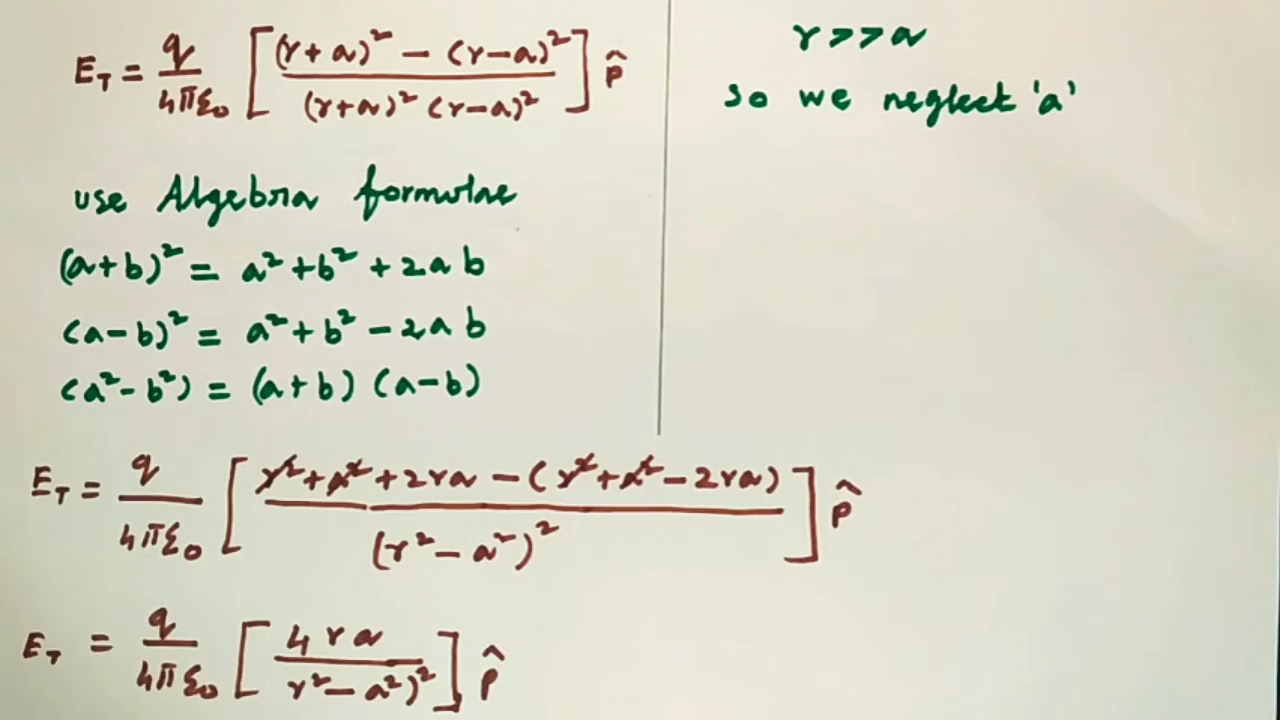 E_T = q/4πε₀ [ (r+a)² − (r−a)² / (r+a)² (r−a)² ] p̂
use Algebra formulae
(a+b)² = a²+b²+2ab
(a−b)² = a²+b²−2ab
(a²−b²) = (a+b) (a−b)
r>>a
so we neglect 'a'
E_T = q/4πε₀ [ r²+a²+2ra −(r²+a²−2ra) / (r²−a²)² ] p̂
E_T = q/4πε₀ [ 4ra / r²−a²)² ] p̂